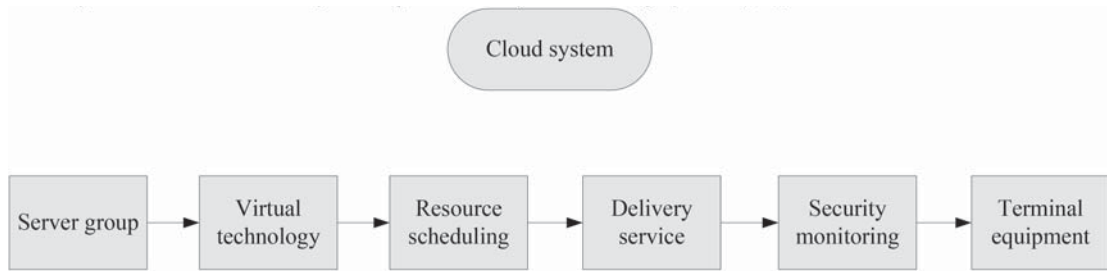 Cloud system
Server group
Virtual
technology
Resource
scheduling
Delivery
service
Security
monitoring
Terminal
equipment